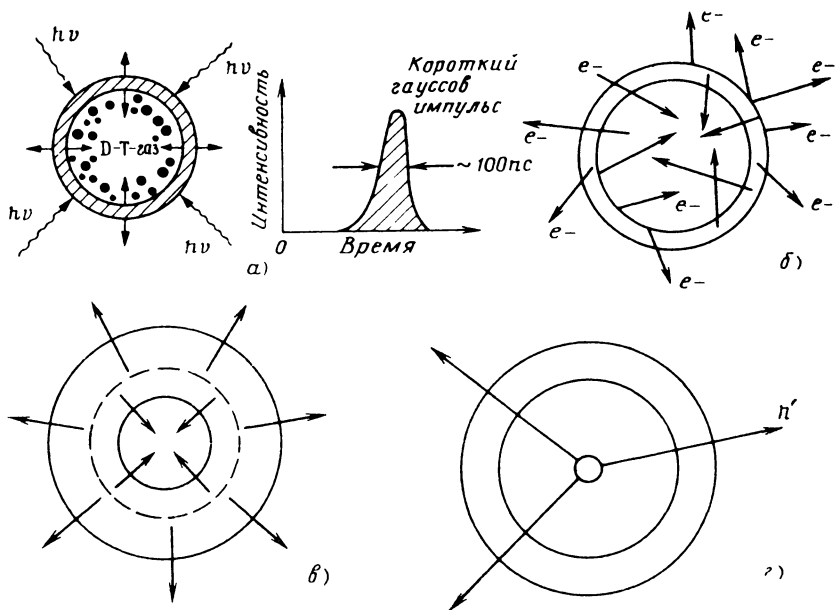 hν
hν
D-T-газ
hν
hν
а)
Интенсивность
Короткий
гауссов
импульс
~100пс
0
Время
e-
e-
e-
e-
e-
e-
e-
e-
e-
e-
б)
в)
n'
г)